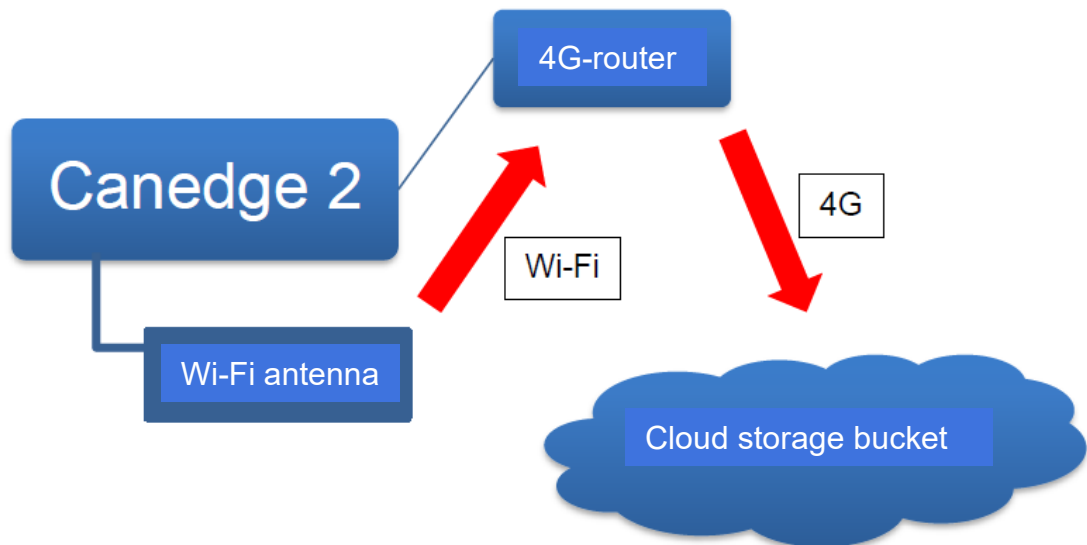 4G-router
Canedge 2
4G
Wi-Fi
Wi-Fi antenna
Cloud storage bucket